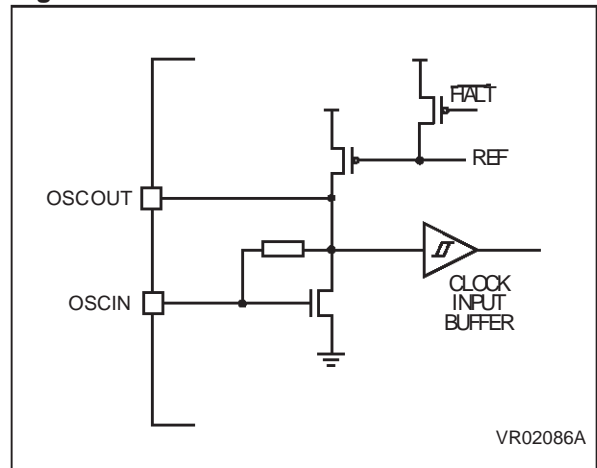 HALT
REF
OSCOUT
OSCIN
CLOCK
INPUT
BUFFER
VR02086A